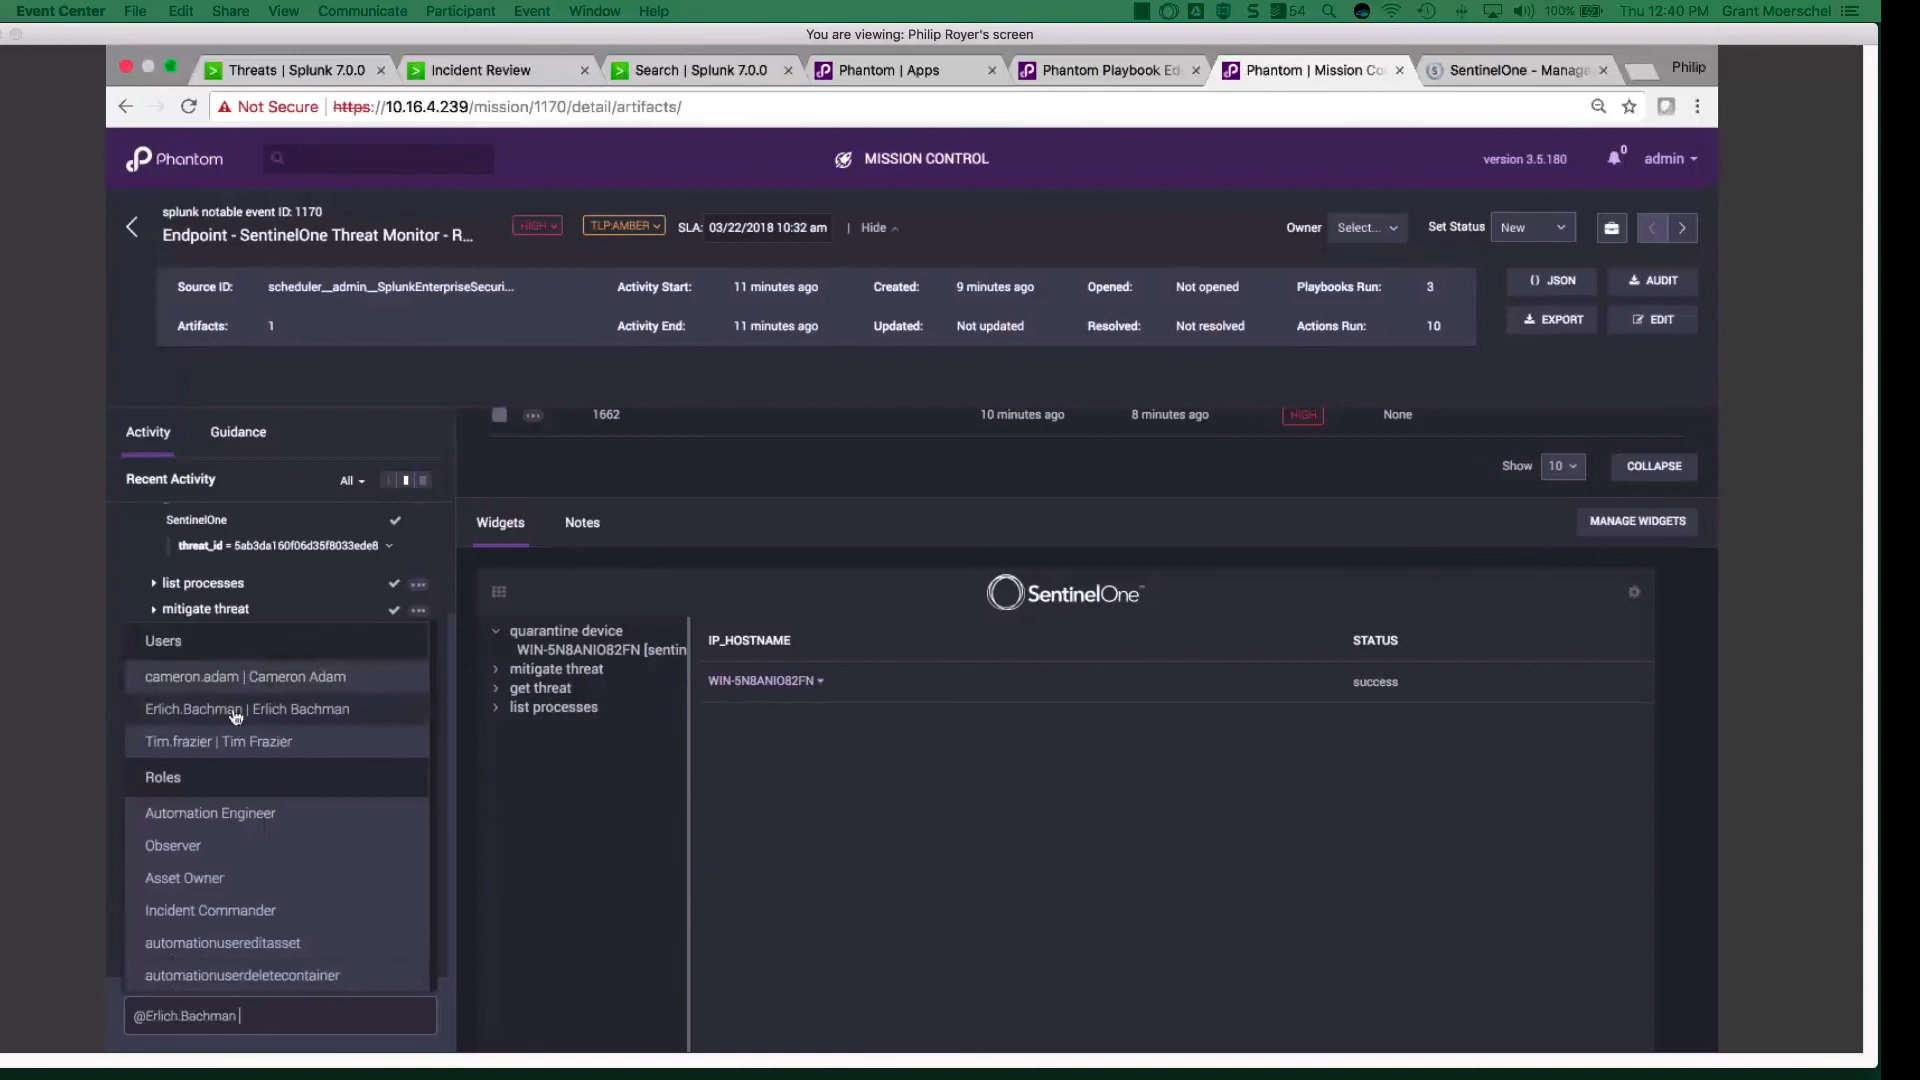 Event Center File Edit Share View Communicate Participant Event Window Help 54 100% Thu 12:40 PM Grant Moerschel
You are viewing: Philip Royer's screen
Threats | Splunk 7.0.0 Incident Review Search | Splunk 7.0.0 Phantom | Apps Phantom Playbook Ed Phantom | Mission Co SentinelOne - Manage Philip
Not Secure https://10.16.4.239/mission/1170/detail/artifacts/
Phantom MISSION CONTROL version 3.5.180 0 admin
splunk notable event ID: 1170
Endpoint - SentinelOne Threat Monitor - R... HIGH TLP:AMBER SLA: 03/22/2018 10:32 am | Hide Owner Select... Set Status New
Source ID: scheduler__admin__SplunkEnterpriseSecuri... Activity Start: 11 minutes ago Created: 9 minutes ago Opened: Not opened Playbooks Run: 3 JSON AUDIT
Artifacts: 1 Activity End: 11 minutes ago Updated: Not updated Resolved: Not resolved Actions Run: 10 EXPORT EDIT
1662 10 minutes ago 8 minutes ago HIGH None
Activity Guidance
Show 10 COLLAPSE
Recent Activity All
SentinelOne
threat_id = 5ab3da160f06d35f8033ede8
list processes
mitigate threat
Users
cameron.adam | Cameron Adam
Erlich.Bachman | Erlich Bachman
Tim.frazier | Tim Frazier
Roles
Automation Engineer
Observer
Asset Owner
Incident Commander
automationusereditasset
automationuserdeletecontainer
@Erlich.Bachman
Widgets Notes MANAGE WIDGETS
SentinelOne
quarantine device
WIN-5N8ANIO82FN [sentin
mitigate threat
get threat
list processes
IP_HOSTNAME STATUS
WIN-5N8ANIO82FN success